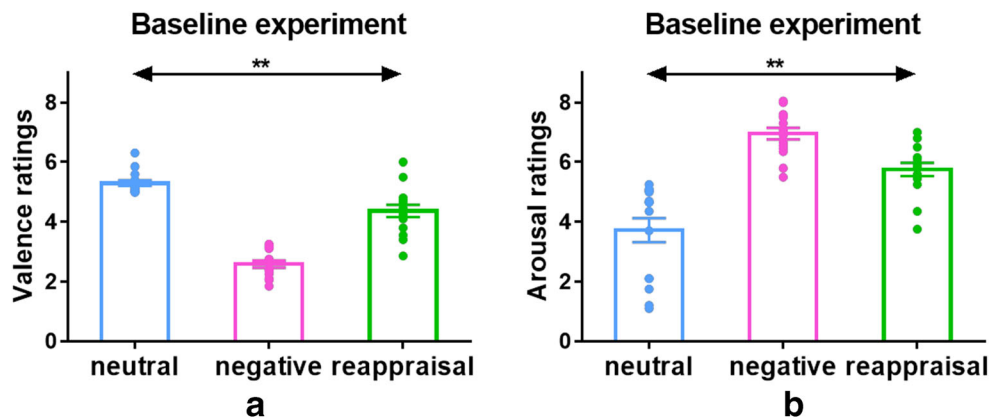 Baseline experiment
**
Valence ratings
8
6
4
2
0
neutral negative reappraisal
a
Baseline experiment
**
Arousal ratings
8
6
4
2
0
neutral negative reappraisal
b